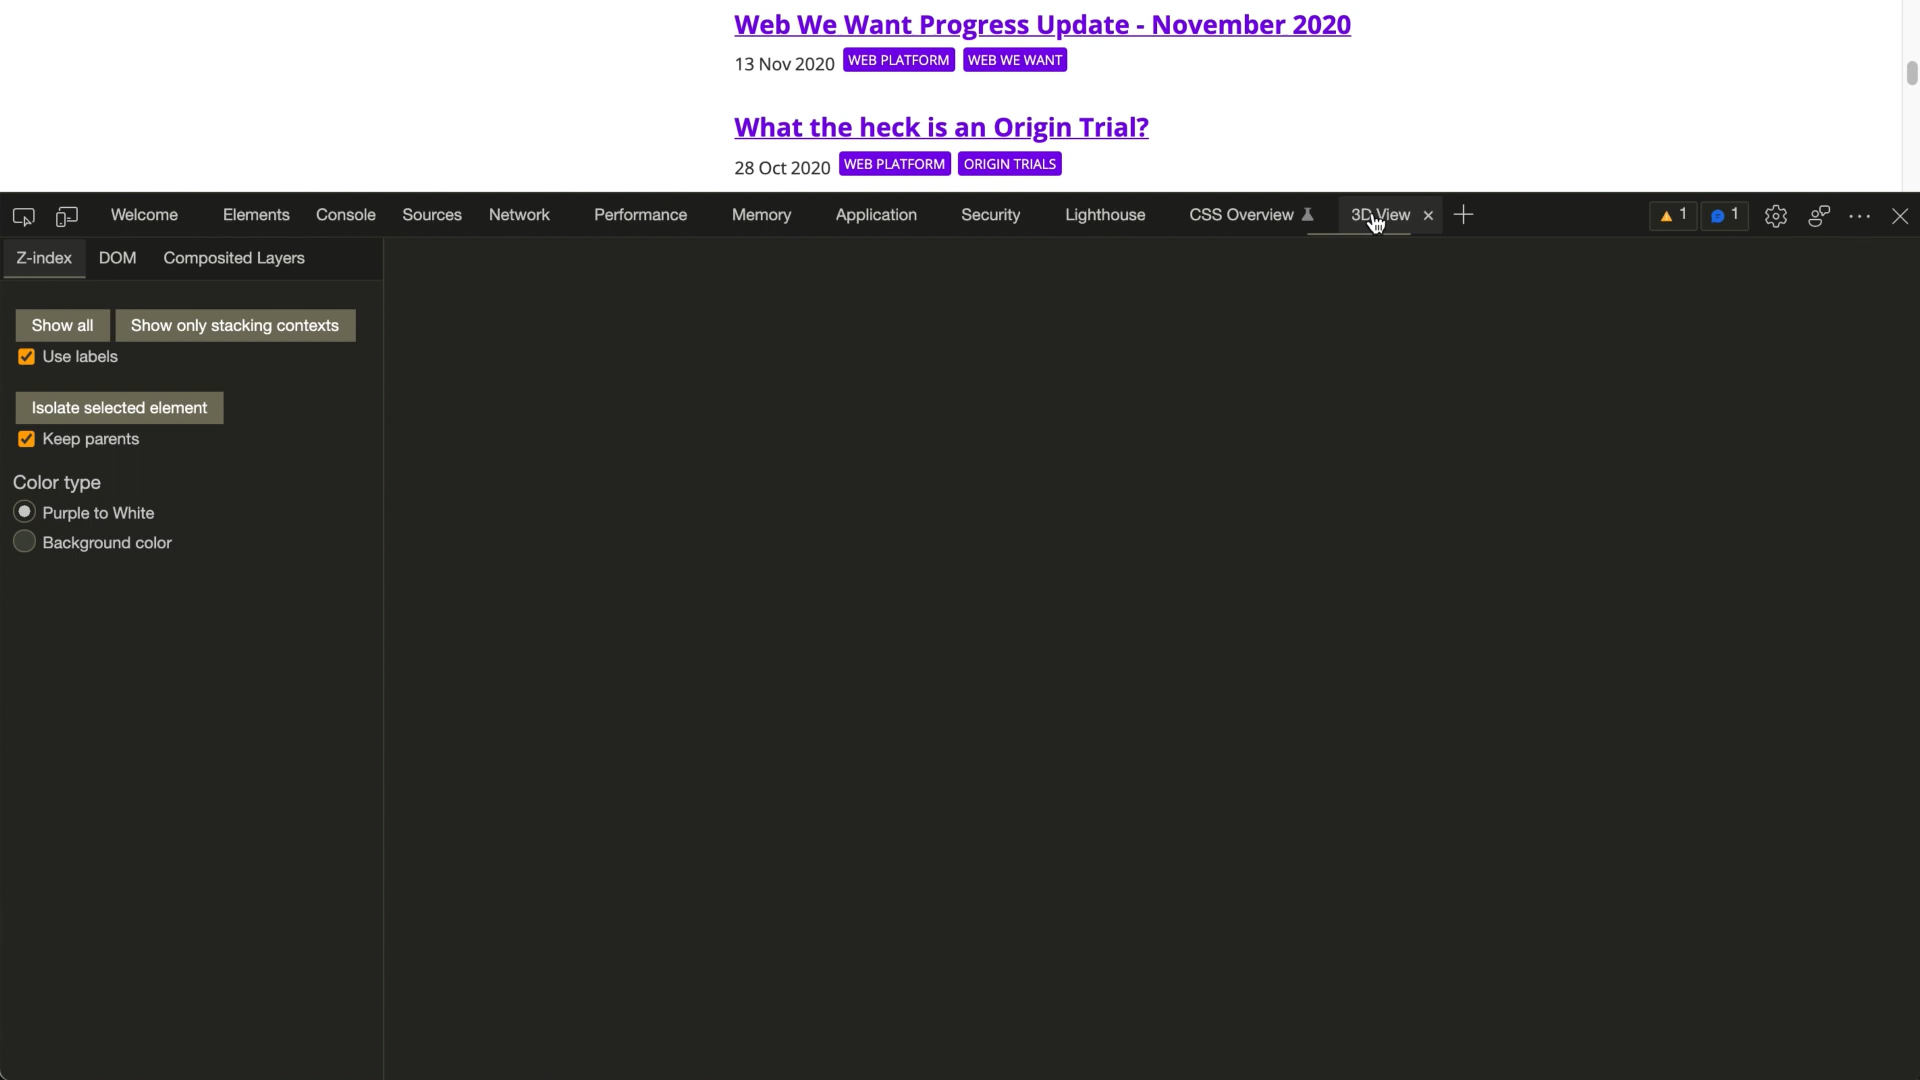 Web We Want Progress Update - November 2020
13 Nov 2020 WEB PLATFORM WEB WE WANT
What the heck is an Origin Trial?
28 Oct 2020 WEB PLATFORM ORIGIN TRIALS
Welcome Elements Console Sources Network Performance Memory Application Security Lighthouse CSS Overview 3D View 1 1
Z-index DOM Composited Layers
Show all Show only stacking contexts
Use labels
Isolate selected element
Keep parents
Color type
Purple to White
Background color